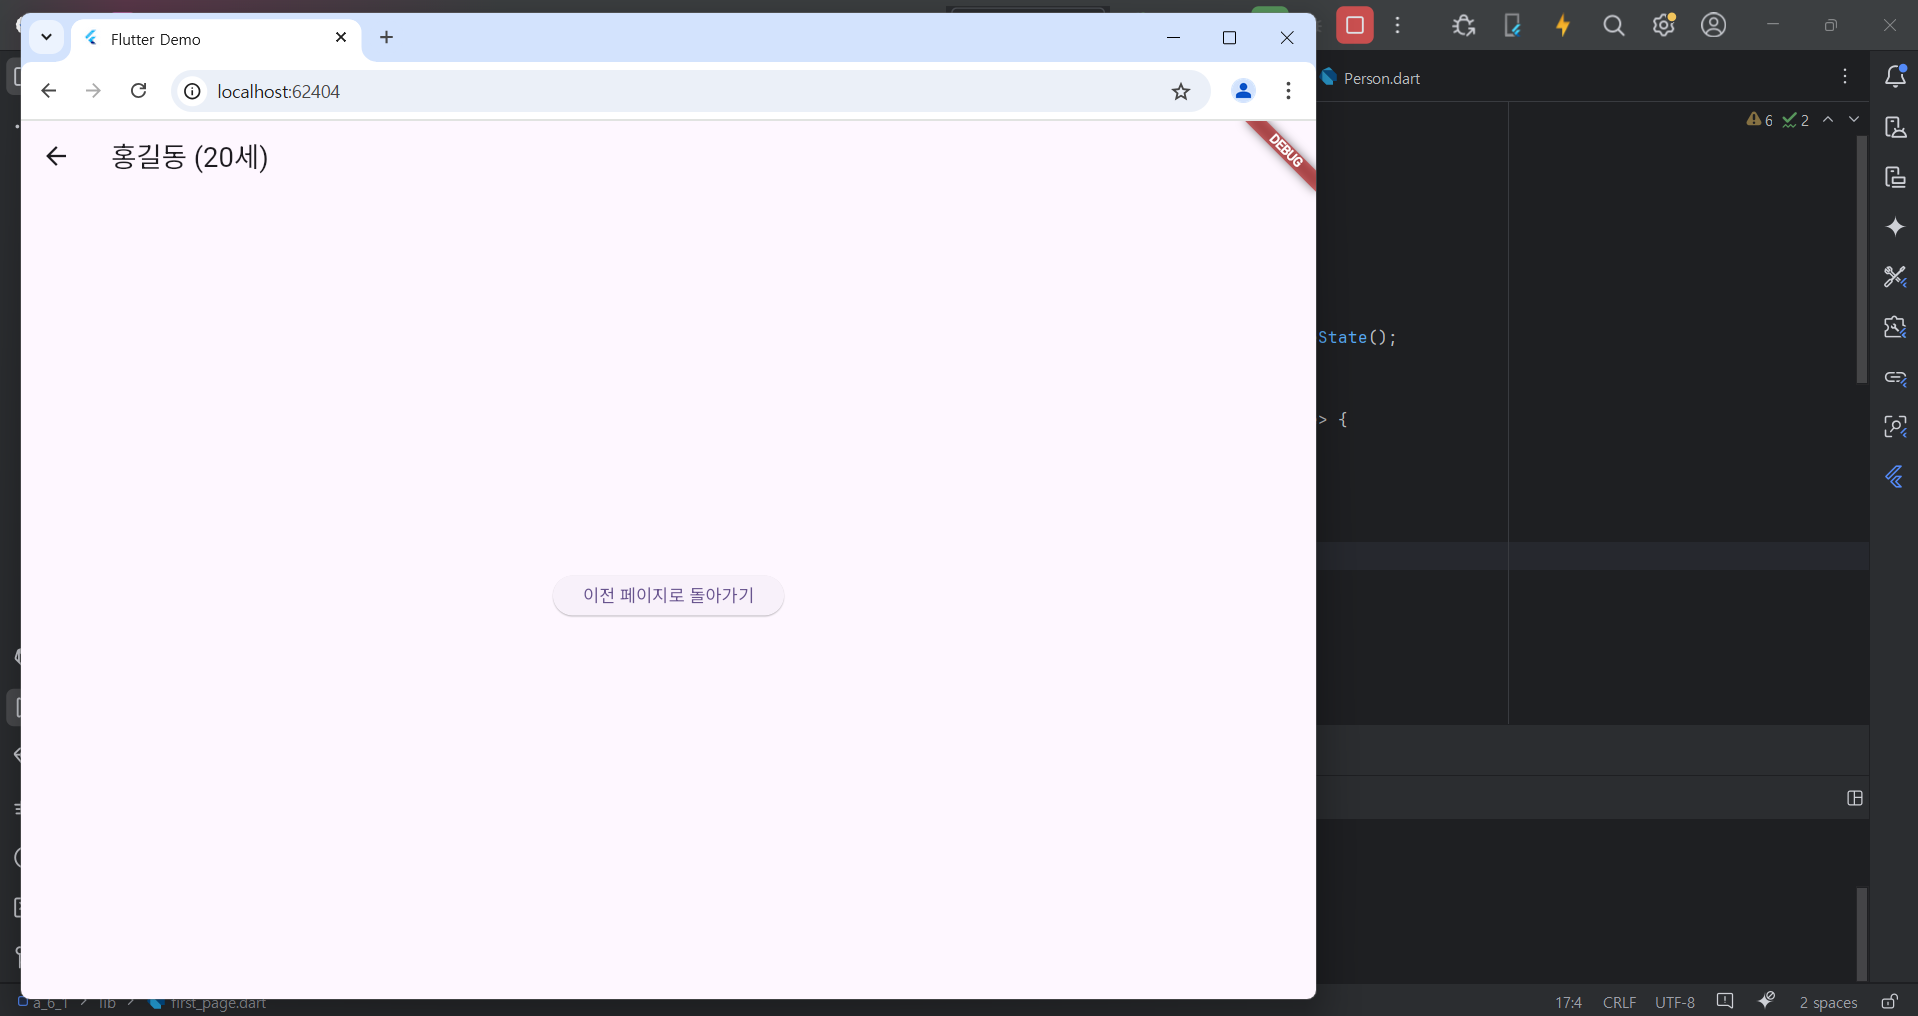 Flutter Demo
localhost:62404
Person.dart
6 2
홍길동 (20세)
DEBUG
State();
> {
이전 페이지로 돌아가기
a_6_1 > lib > first_page.dart
17:4 CRLF UTF-8 2 spaces